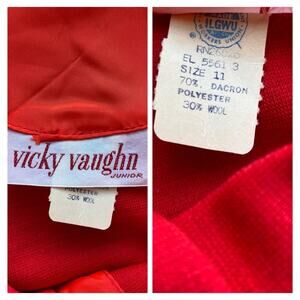 vicky vaughn
JUNIOR
POLYESTER
30% WOOL
ILGWU
EL 5561 3
SIZE 11
70% DACRON
POLYESTER
30% WOOL